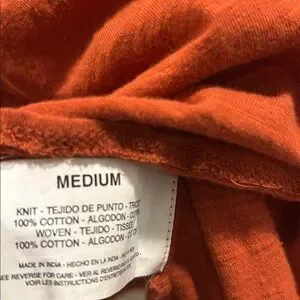 MEDIUM
KNIT - TEJIDO DE PUNTO -
100% COTTON - ALGODON -
WOVEN - TEJIDO - TISSE
100% COTTON - ALGODON -
MADE IN INDIA - HECHO EN LA INDIA -
SEE REVERSE FOR CARE - VER AL REVERSO
VOIR LES INSTRUCTIONS D'ENTRETIEN